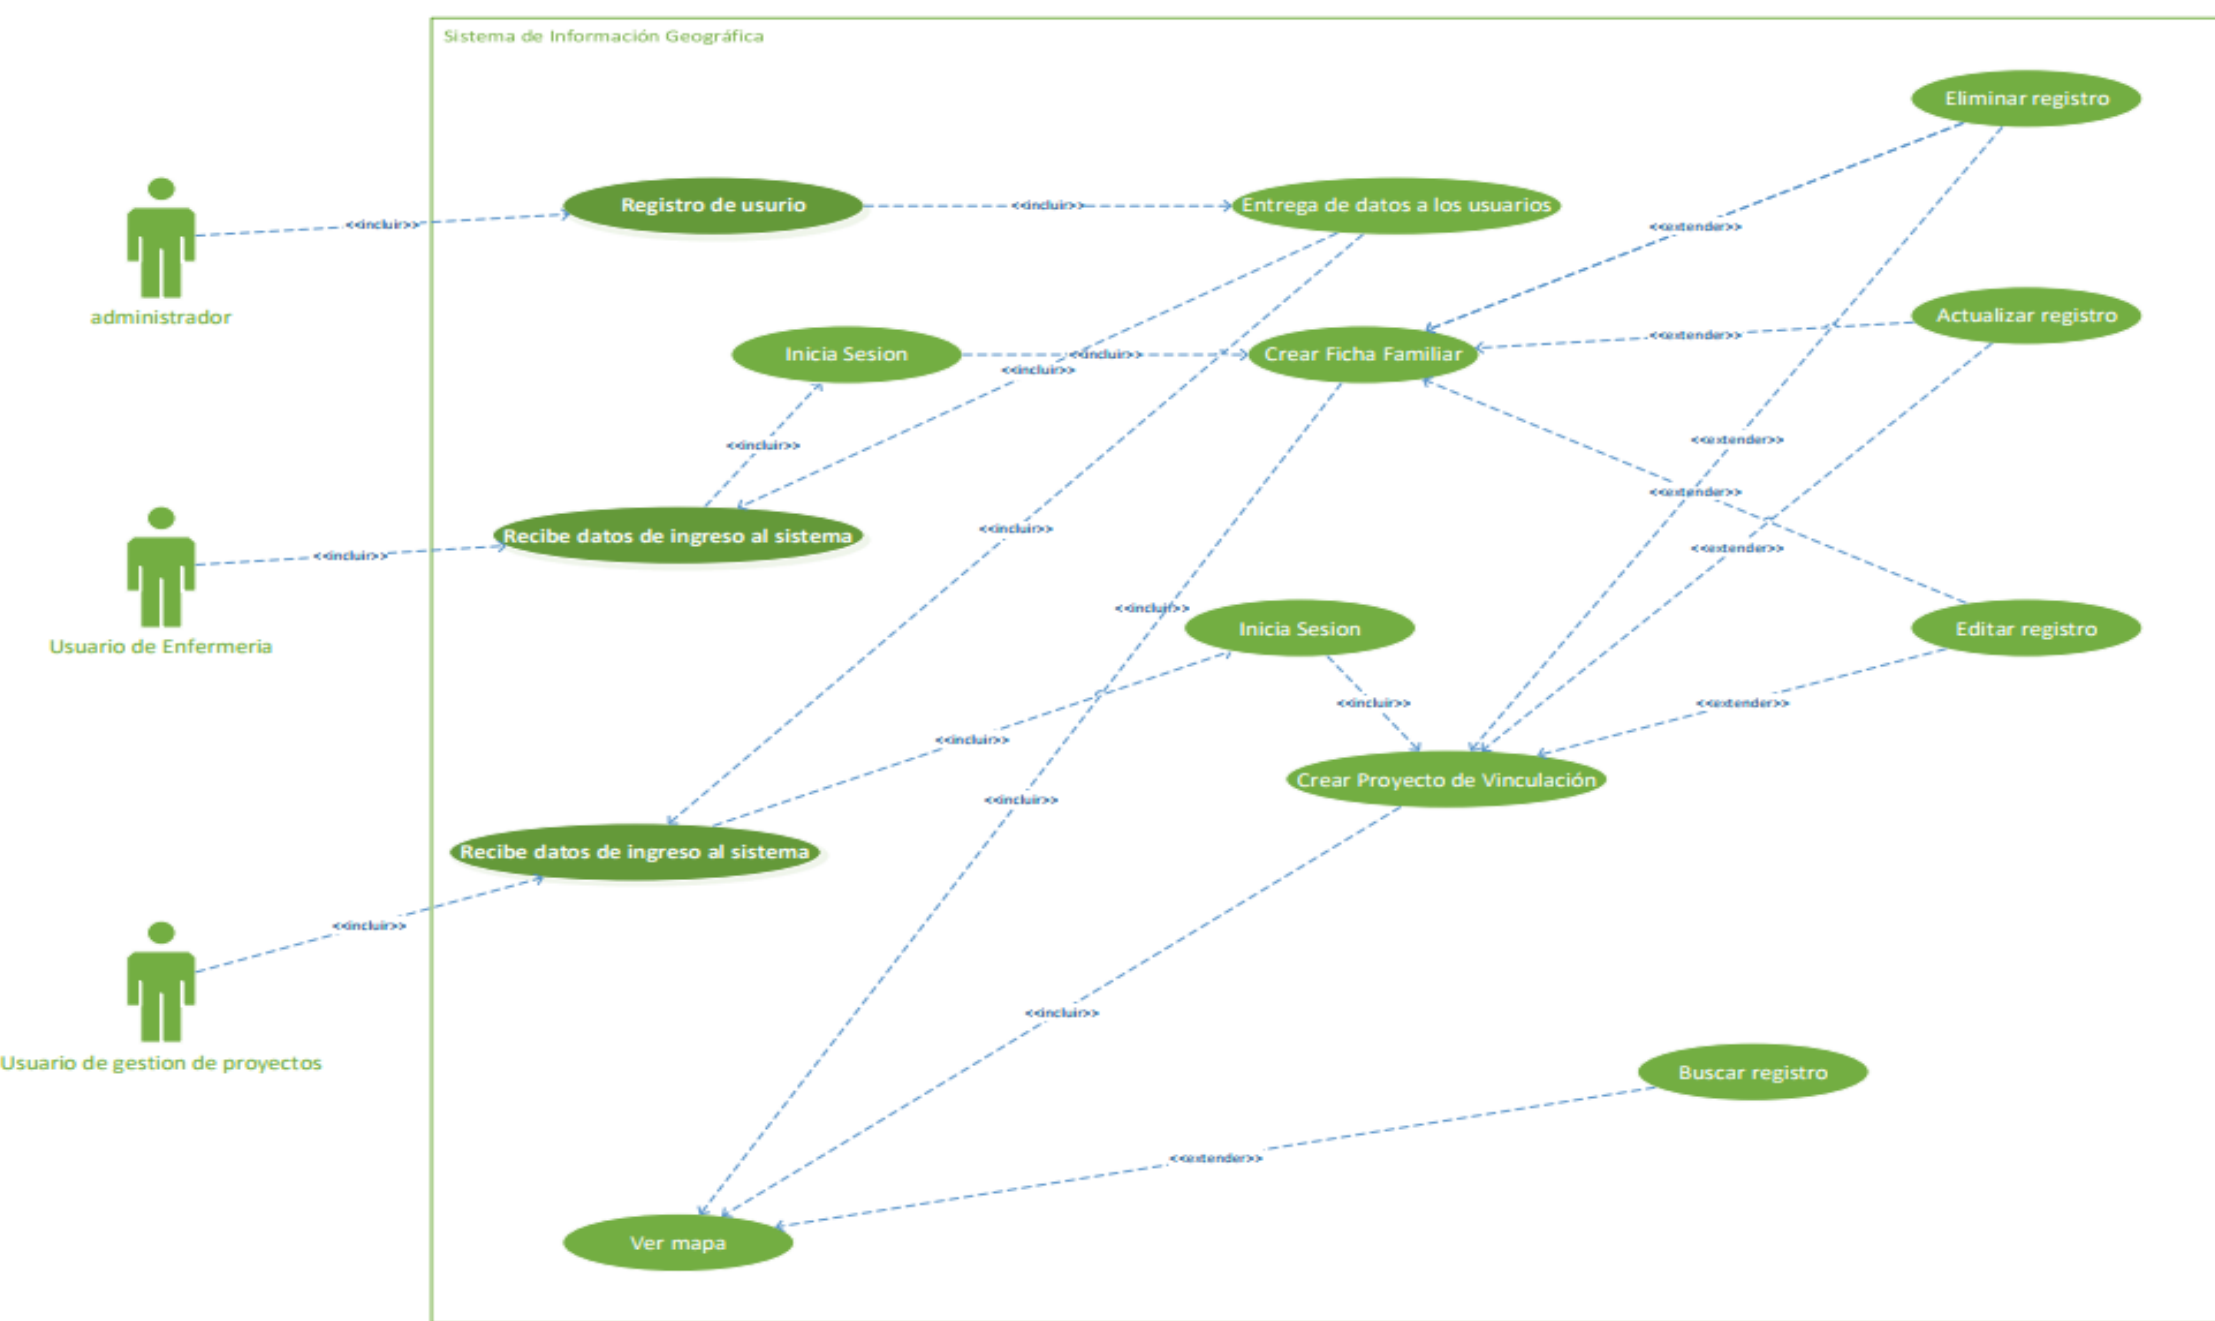 Sistema de Información Geográfica
Eliminar registro
Registro de usurio
<<incluir>>
Entrega de datos a los usuarios
<<incluir>>
<<extender>>
administrador
Actualizar registro
<<extender>>
Inicia Sesion
<<incluir>>
Crear Ficha Familiar
<<incluir>>
<<incluir>>
<<extender>>
<<extender>>
Recibe datos de ingreso al sistema
<<incluir>>
<<incluir>>
<<extender>>
Usuario de Enfermeria
<<incluir>>
Inicia Sesion
Editar registro
<<incluir>>
<<extender>>
<<incluir>>
Crear Proyecto de Vinculación
<<incluir>>
Recibe datos de ingreso al sistema
<<incluir>>
<<incluir>>
Usuario de gestion de proyectos
Buscar registro
<<extender>>
Ver mapa